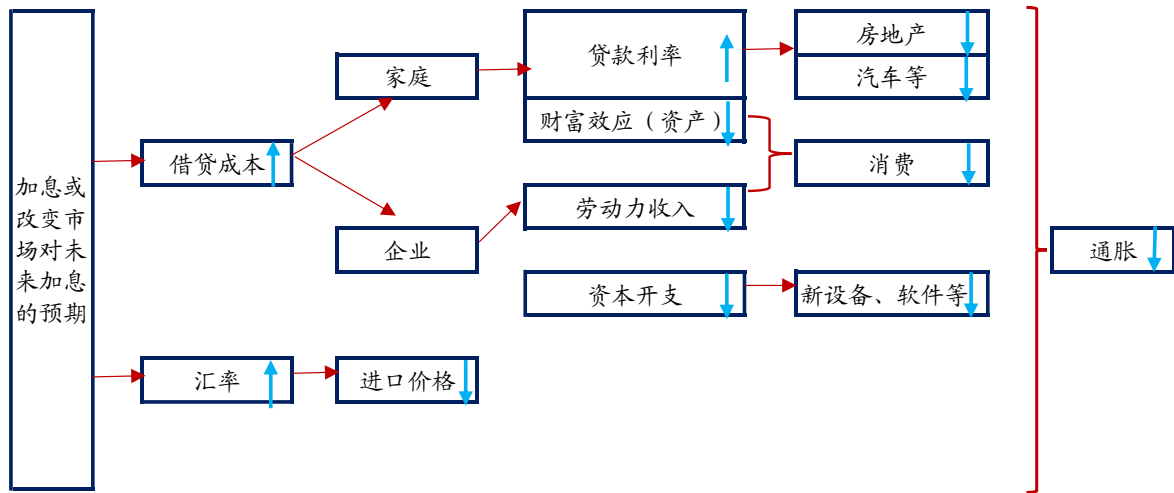 加息或
改变市
场对未
来加息
的预期
借贷成本
汇率
家庭
企业
进口价格
贷款利率
财富效应（资产）
劳动力收入
资本开支
房地产
汽车等
消费
新设备、软件等
通胀